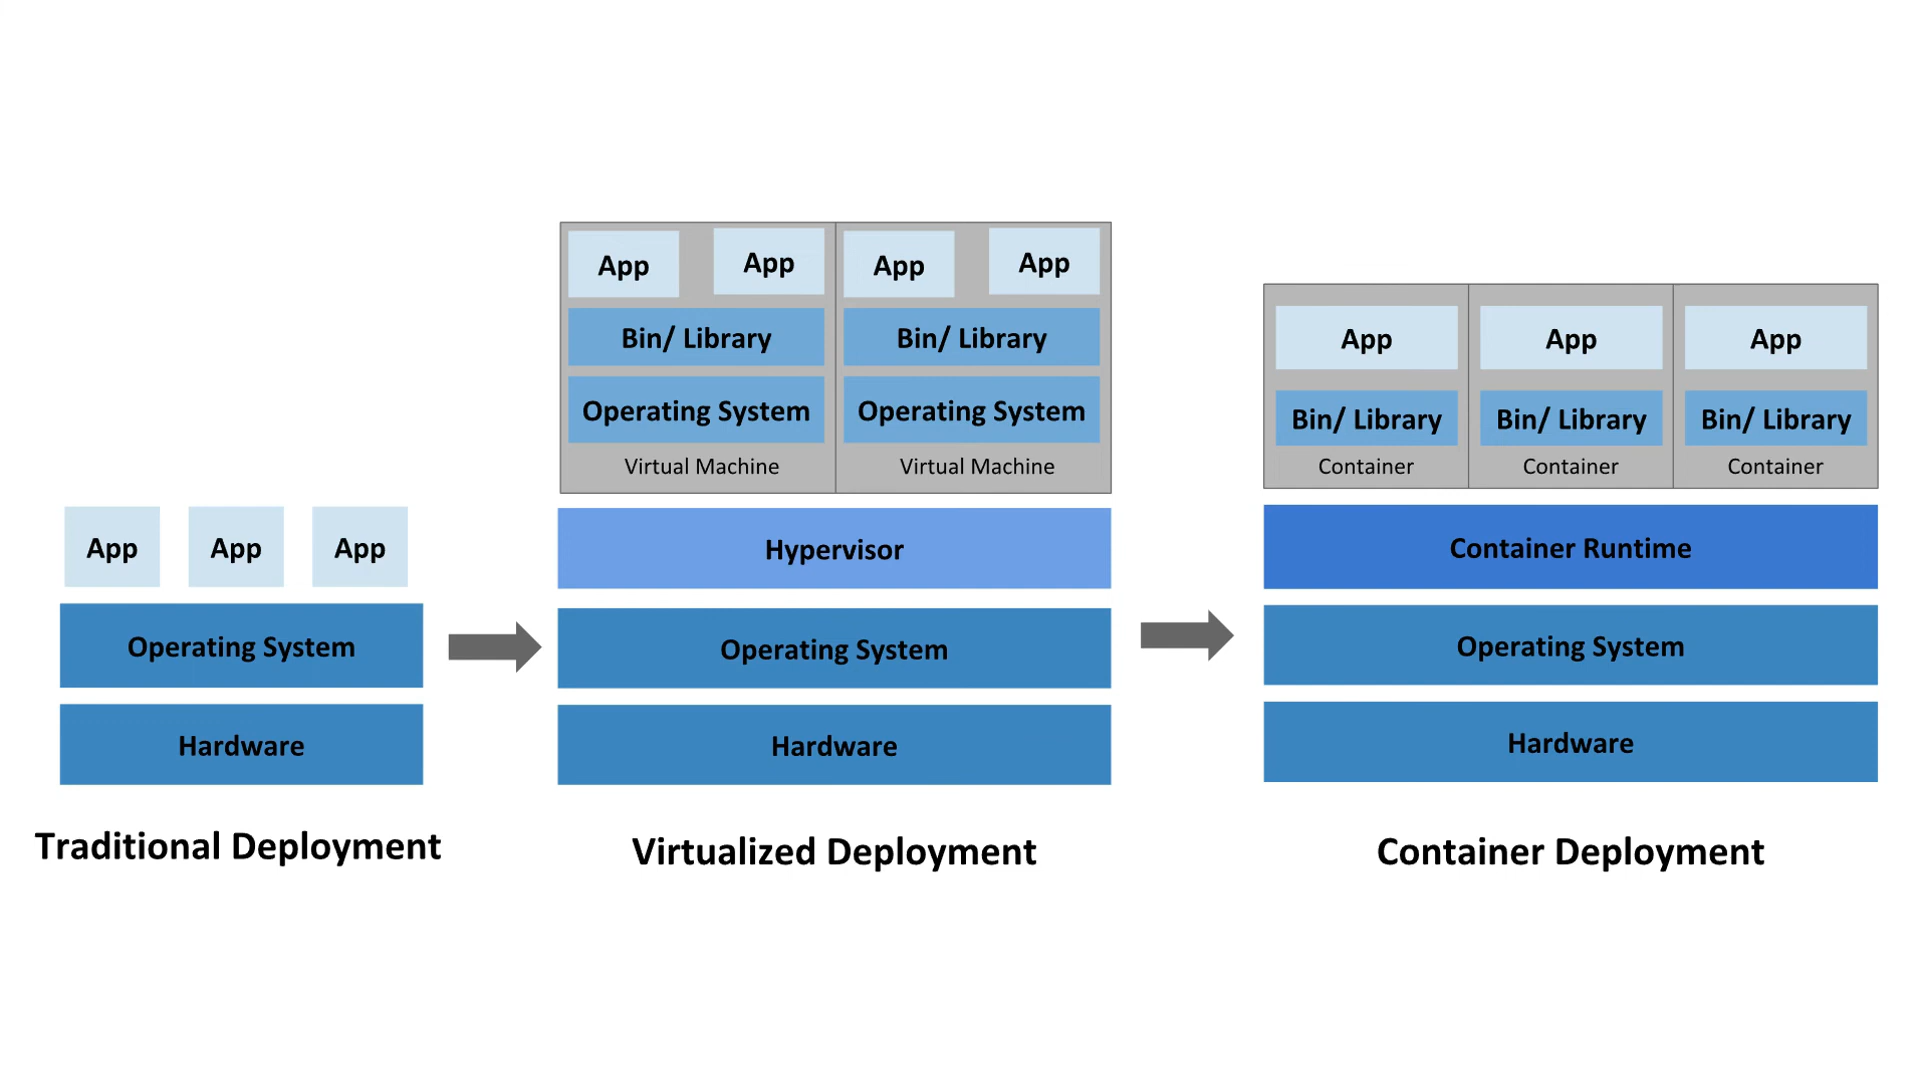 App App App
Operating System
Hardware
Traditional Deployment
App App App App
Bin/ Library Bin/ Library
Operating System Operating System
Virtual Machine Virtual Machine
Hypervisor
Operating System
Hardware
Virtualized Deployment
App App App
Bin/ Library Bin/ Library Bin/ Library
Container Container Container
Container Runtime
Operating System
Hardware
Container Deployment